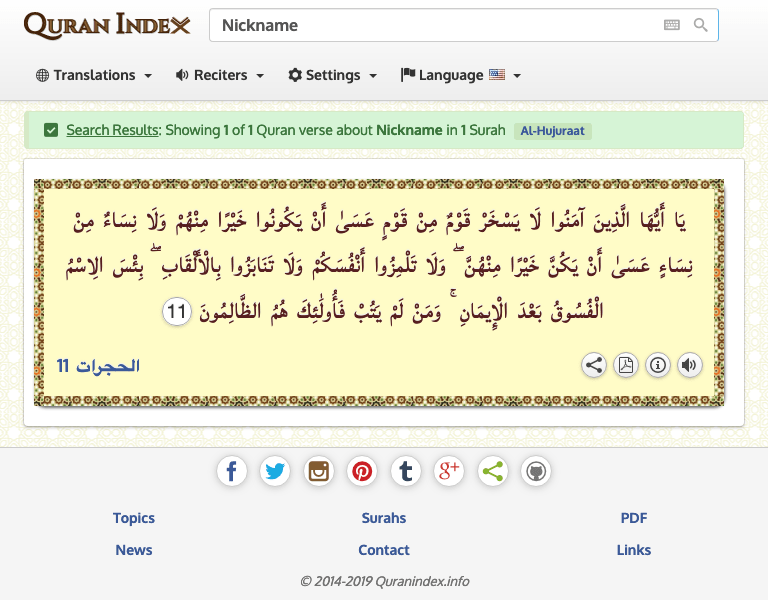 QURAN INDEX
Nickname
Translations
Reciters
Settings
Language
Search Results: Showing 1 of 1 Quran verse about Nickname in 1 Surah Al-Hujuraat
يَا أَيُّهَا الَّذِينَ آمَنُوا لَا يَسْخَرْ قَوْمٌ مِنْ قَوْمٍ عَسَىٰ أَنْ يَكُونُوا خَيْرًا مِنْهُمْ وَلَا نِسَاءٌ مِنْ
نِسَاءٍ عَسَىٰ أَنْ يَكُنَّ خَيْرًا مِنْهُنَّ ۖ وَلَا تَلْمِزُوا أَنْفُسَكُمْ وَلَا تَنَابَزُوا بِالْأَلْقَابِ ۖ بِئْسَ الِاسْمُ
الْفُسُوقُ بَعْدَ الْإِيمَانِ ۚ وَمَنْ لَمْ يَتُبْ فَأُولَٰئِكَ هُمُ الظَّالِمُونَ 11
الحجرات 11
Topics
Surahs
PDF
News
Contact
Links
© 2014-2019 Quranindex.info